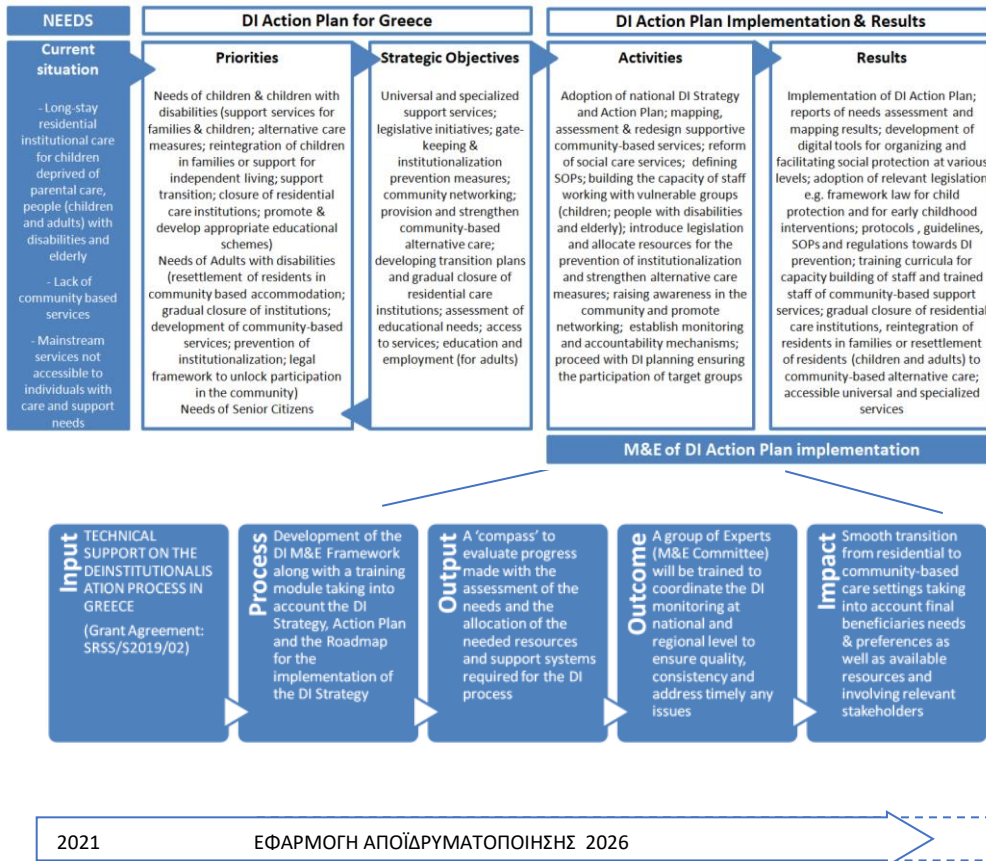 NEEDS
DI Action Plan for Greece
DI Action Plan Implementation & Results
Current
situation
- Long-stay
residential
institutional care
for children
deprived of
parental care,
people (children
and adults) with
disabilities and
elderly
- Lack of
community based
services
- Mainstream
services not
accessible to
individuals with
care and support
needs
Priorities
Needs of children & children with
disabilities (support services for
families & children; alternative care
measures; reintegration of children
in families or support for
independent living; support
transition; closure of residential
care institutions; promote &
develop appropriate educational
schemes)
Needs of Adults with disabilities
(resettlement of residents in
community based accommodation;
gradual closure of institutions;
development of community-based
services; prevention of
institutionalization; legal
framework to unlock participation
in the community)
Needs of Senior Citizens
Strategic Objectives
Universal and specialized
support services;
legislative initiatives; gate-
keeping &
institutionalization
prevention measures;
community networking;
provision and strengthen
community-based
alternative care;
developing transition plans
and gradual closure of
residential care
institutions; assessment of
educational needs; access
to services; education and
employment (for adults)
Activities
Adoption of national DI Strategy
and Action Plan; mapping,
assessment & redesign supportive
community-based services; reform
of social care services; defining
SOPs; building the capacity of staff
working with vulnerable groups
(children; people with disabilities
and elderly); introduce legislation
and allocate resources for the
prevention of institutionalization
and strengthen alternative care
measures; raising awareness in the
community and promote
networking; establish monitoring
and accountability mechanisms;
proceed with DI planning ensuring
the participation of target groups
Results
Implementation of DI Action Plan;
reports of needs assessment and
mapping results; development of
digital tools for organizing and
facilitating social protection at various
levels; adoption of relevant legislation
e.g. framework law for child
protection and for early childhood
interventions; protocols , guidelines,
SOPs and regulations towards DI
prevention; training curricula for
capacity building of staff and trained
staff of community-based support
services; gradual closure of residential
care institutions, reintegration of
residents in families or resettlement
of residents (children and adults) to
community-based alternative care;
accessible universal and specialized
services
M&E of DI Action Plan implementation
Input
TECHNICAL
SUPPORT ON THE
DEINSTITUTIONALIS
ATION PROCESS IN
GREECE
(Grant Agreement:
SRSS/S2019/02)
Process
Development of the
DI M&E Framework
along with a training
module taking into
account the DI
Strategy, Action Plan
and the Roadmap
for the
implementation of
the DI Strategy
Output
A ‘compass’ to
evaluate progress
made with the
assessment of the
needs and the
allocation of the
needed resources
and support systems
required for the DI
process
Outcome
A group of Experts
(M&E Committee)
will be trained to
coordinate the DI
monitoring at
national and
regional level to
ensure quality,
consistency and
address timely any
issues
Impact
Smooth transition
from residential to
community-based
care settings taking
into account final
beneficiaries needs
& preferences as
well as available
resources and
involving relevant
stakeholders
2021 ΕΦΑΡΜΟΓΗ ΑΠΟΪΔΡΥΜΑΤΟΠΟΙΗΣΗΣ 2026